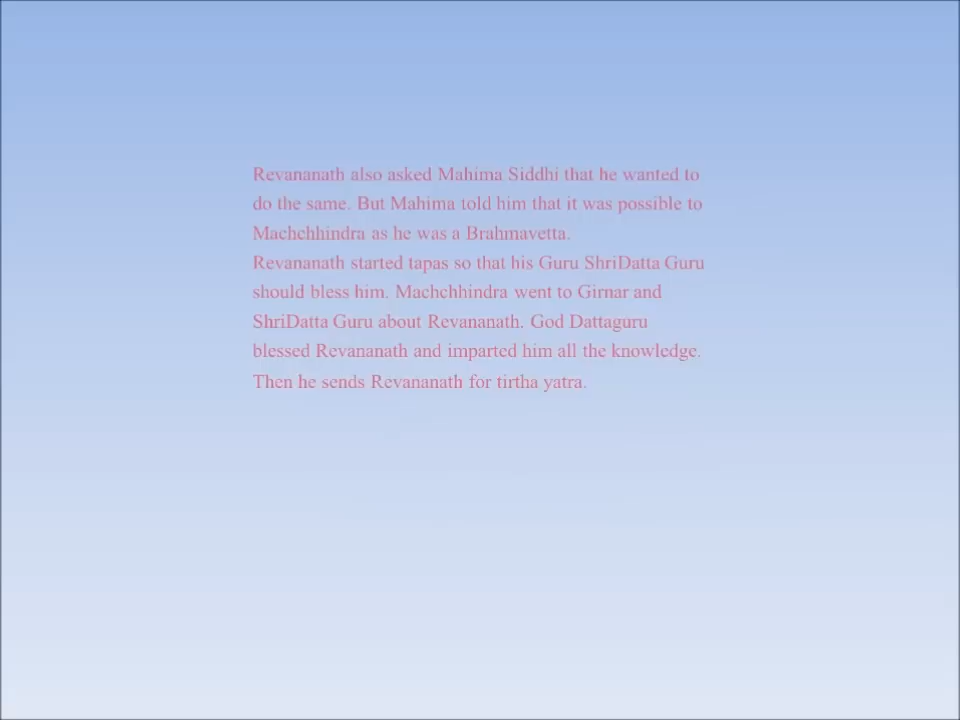 Revananath also asked Mahima Siddhi that he wanted to
do the same. But Mahima told him that it was possible to
Machchhindra as he was a Brahmavetta.
Revananath started tapas so that his Guru ShriDatta Guru
should bless him. Machchhindra went to Girnar and
ShriDatta Guru about Revananath. God Dattaguru
blessed Revananath and imparted him all the knowledge.
Then he sends Revananath for tirtha yatra.